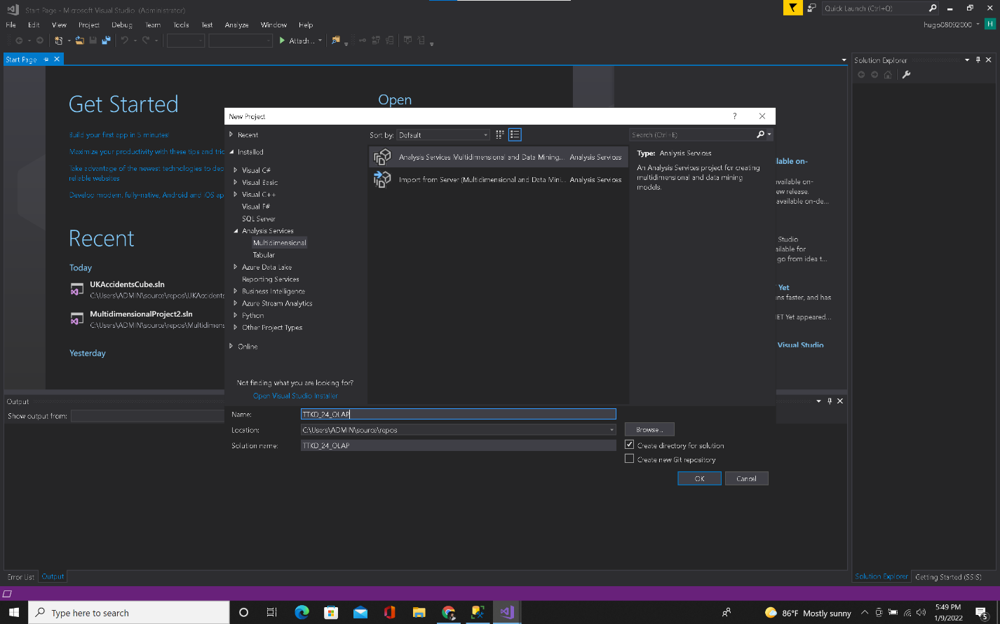 Start Page - Microsoft Visual Studio (Administrator)
Quick Launch (Ctrl+Q)
File Edit View Project Debug Team Tools Test Analyze Window Help
hugo08092000
H
Attach...
Start Page
Solution Explorer
Get Started
Open
Build your first app in 5 minutes!
Maximize your productivity with these tips and
Take advantage of the newest technologies to
reliable websites
Develop modern, fully-native, Android and iOS
Recent
Today
UKAccidentsCube.sln
C:\Users\ADMIN\source\repos\UKAccidents
MultidimensionalProject2.sln
C:\Users\ADMIN\source\repos\Multidimens
Yesterday
New Project
?
Recent
Installed
Visual C#
Visual Basic
Visual C++
Visual F#
SQL Server
Analysis Services
Multidimensional
Tabular
Azure Data Lake
Reporting Services
Business Intelligence
Azure Stream Analytics
Python
Other Project Types
Online
Not finding what you are looking for?
Open Visual Studio Installer
Sort by: Default
Analysis Services Multidimensional and Data Mining... Analysis Services
Import from Server (Multidimensional and Data Mini... Analysis Services
Search (Ctrl+E)
Type: Analysis Services
An Analysis Services project for creating
multidimensional and data mining
models.
lable on-
vailable on-
ew release.
available on-de...
Studio
ailable for
go from idea t...
Yet
uns faster, and has
ET Yet appeared...
Visual Studio
Name: TTKD_24_OLAP
Location: C:\Users\ADMIN\source\repos
Browse...
Solution name: TTKD_24_OLAP
Create directory for solution
Create new Git repository
OK
Cancel
Output
Show output from:
Error List Output
Solution Explorer Getting Started (SSIS)
Type here to search
86°F Mostly sunny
5:49 PM
1/9/2022
5